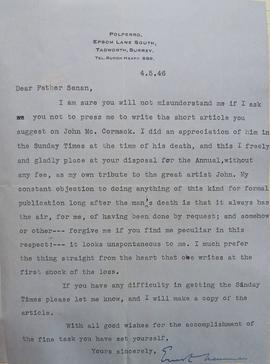 POLPERRO,
EPSOM LANE SOUTH,
TADWORTH, SURREY.
TEL. BURGH HEATH 699.
4.5.46
Dear Father Senan,
I am sure you will not misunderstand me if I ask
you not to press me to write the short article you
suggest on John Mc. Cormack. I did an appreciation of him in
the Sunday Times at the time of his death, and this I freely
and gladly place at your disposal for the Annual,without
any fee, as my own tribute to the great artist John. My
constant objection to doing anything of this kind for formal
publication long after the man's death is that it always has
the air, for me, of having been done by request; and somehow
or other--- forgive me if you find me peculiar in this
respect:--- it looks unspontaneous to me. I much prefer
the thing straight from the heart that one writes at the
first shock of the loss.
If you have any difficulty in getting the Sunday
Times please let me know, and I will make a copy of the
article.
With all good wishes for the accomplishment of
the fine task you have set yourself.
Yours sincerely,
Ernest Newman